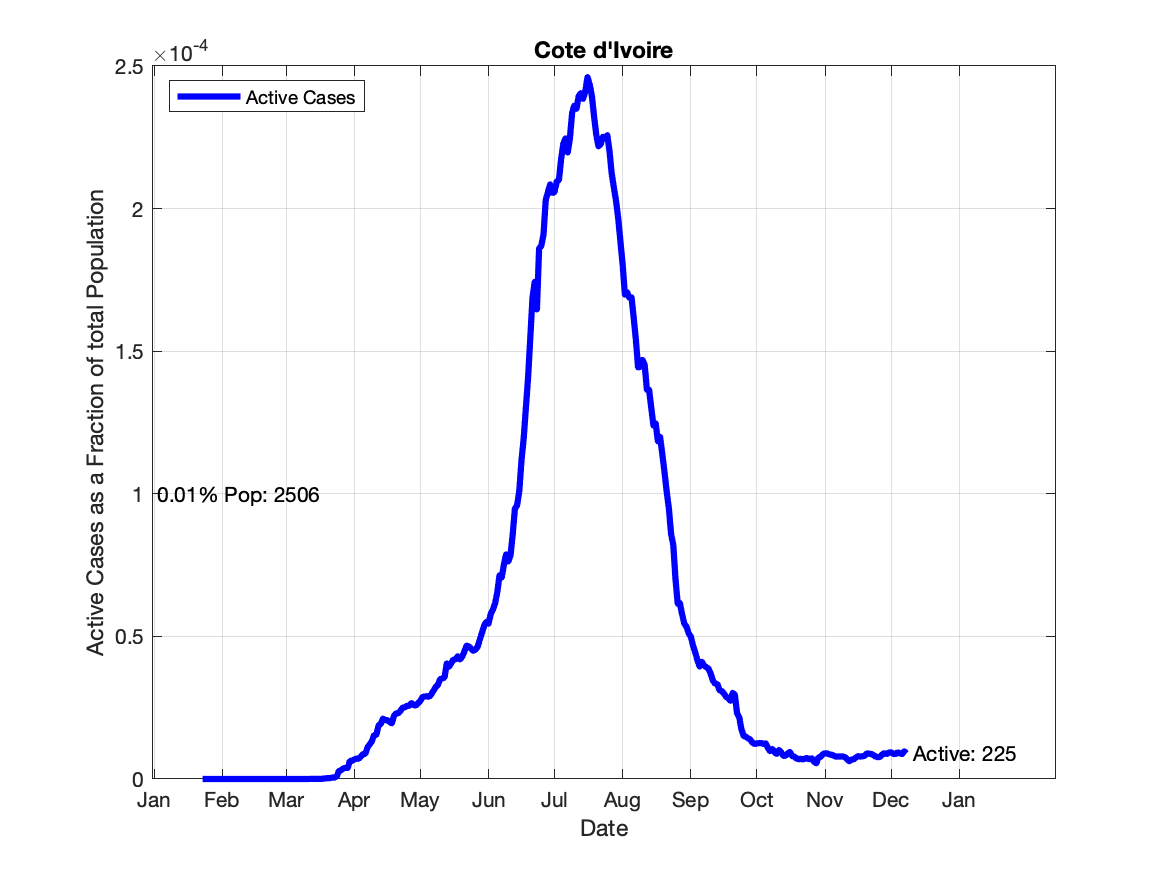 Cote d'Ivoire
×10-4
Active Cases
Active Cases as a Fraction of total Population
2.5
2
1.5
1
0.5
0
0.01% Pop: 2506
Active: 225
Jan Feb Mar Apr May Jun Jul Aug Sep Oct Nov Dec Jan
Date